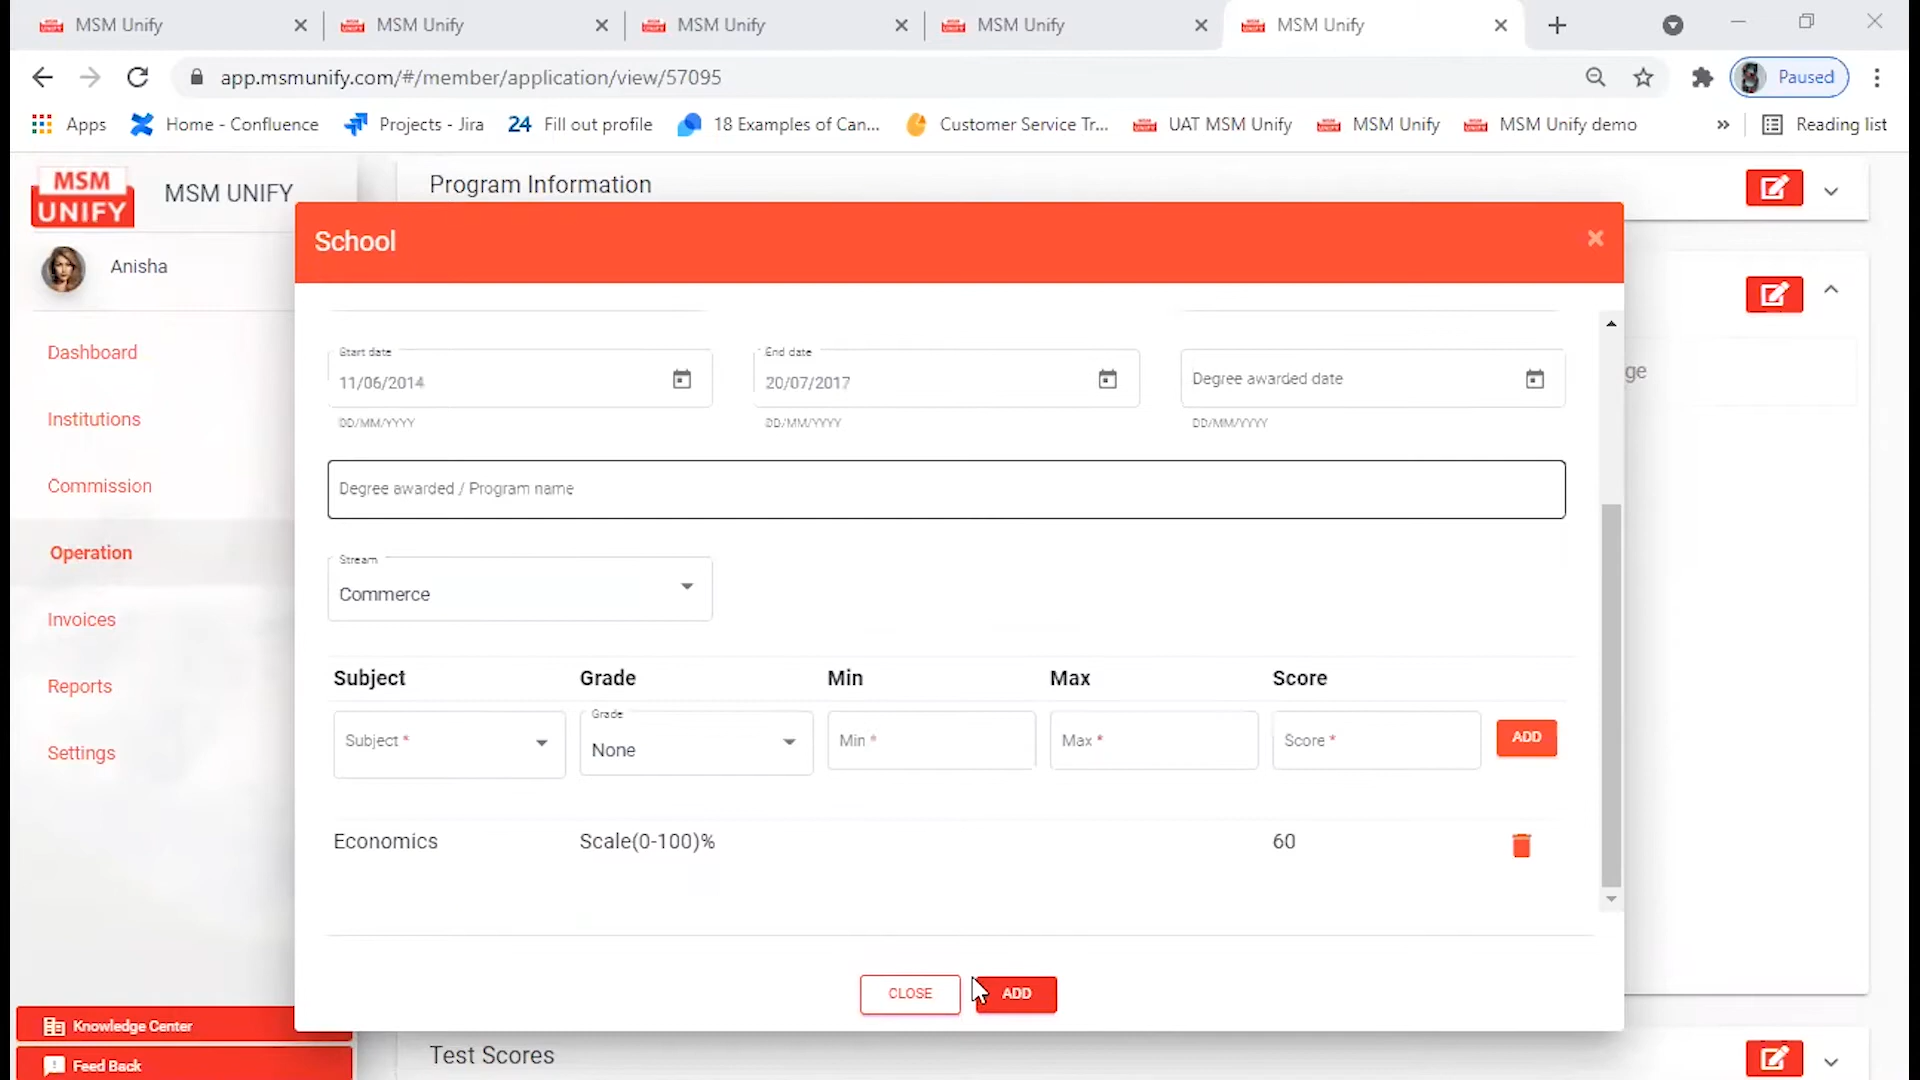 MSM Unify
MSM Unify
MSM Unify
MSM Unify
MSM Unify
app.msmunify.com/#/member/application/view/57095
Paused
Apps
Home - Confluence
Projects - Jira
24 Fill out profile
18 Examples of Can...
Customer Service Tr...
UAT MSM Unify
MSM Unify
MSM Unify demo
»
Reading list
MSM
UNIFY
MSM UNIFY
Anisha
Dashboard
Institutions
Commission
Operation
Invoices
Reports
Settings
Knowledge Center
Feed Back
Program Information
School
Start date
11/06/2014
DD/MM/YYYY
End date
20/07/2017
DD/MM/YYYY
Degree awarded date
DD/MM/YYYY
Degree awarded / Program name
Stream
Commerce
Subject Grade Min Max Score
Subject *
Grade
None
Min *
Max *
Score *
ADD
Economics Scale(0-100)% 60
CLOSE
ADD
ge
Test Scores